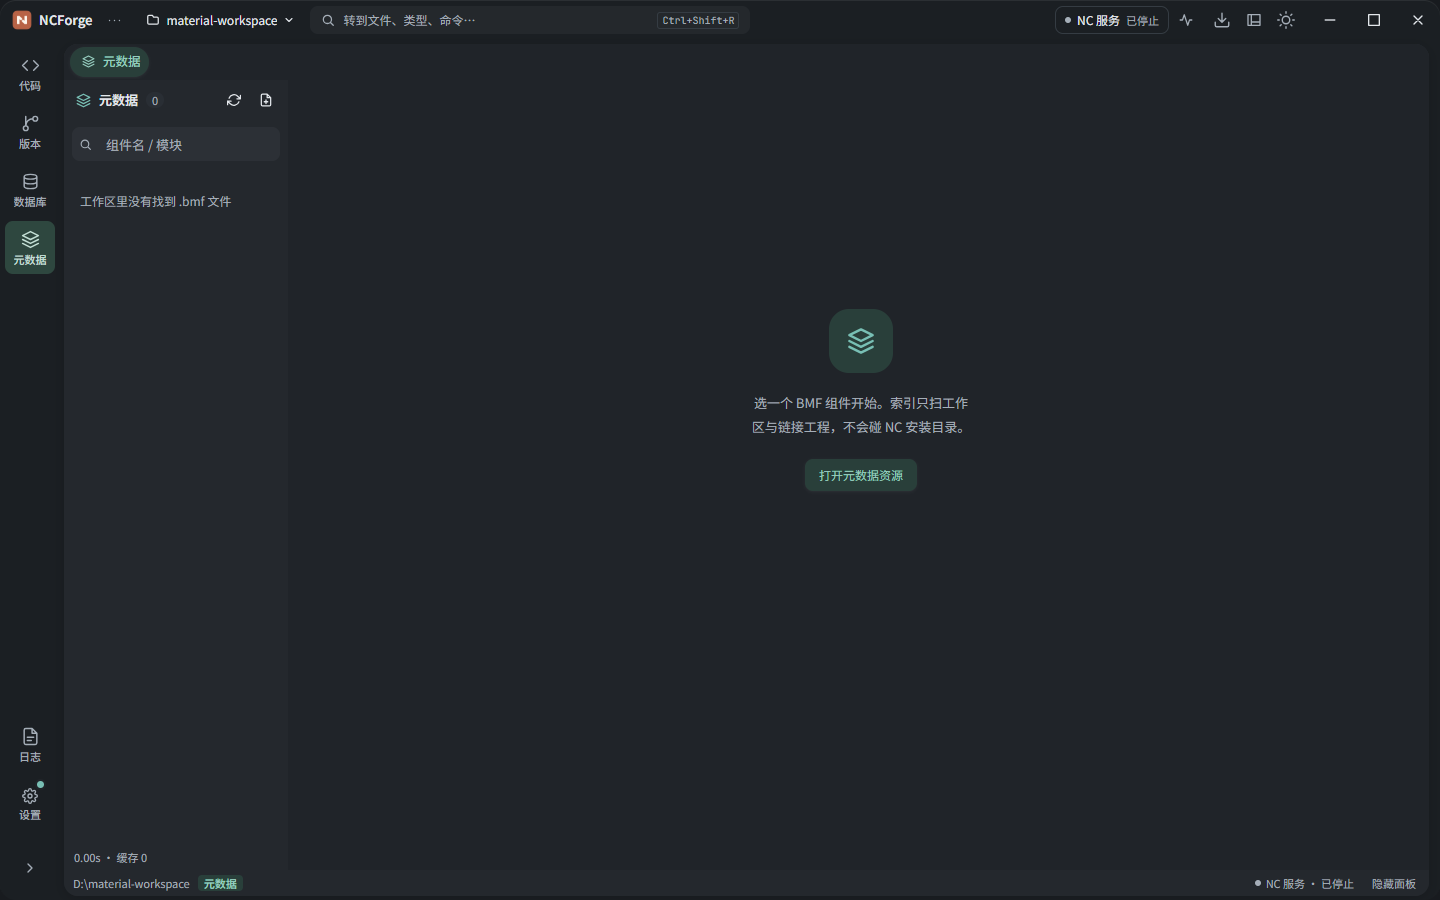 NCForge
···
material-workspace
转到文件、类型、命令···
Ctrl+Shift+R
NC 服务 已停止
代码
版本
数据库
元数据
元数据
元数据 0
组件名 / 模块
工作区里没有找到 .bmf 文件
选一个 BMF 组件开始。索引只扫工作
区与链接工程，不会碰 NC 安装目录。
打开元数据资源
日志
设置
0.00s · 缓存 0
D:\material-workspace 元数据
NC 服务 · 已停止
隐藏面板